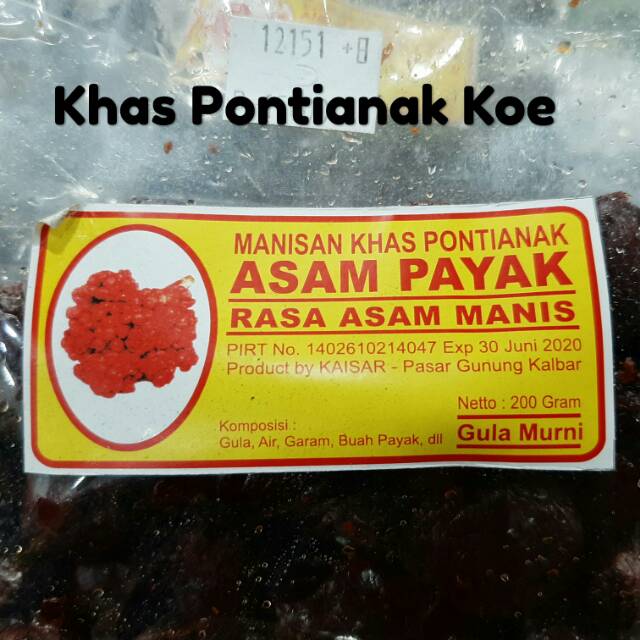 12151
Khas Pontianak Koe
MANISAN KHAS PONTIANAK
ASAM PAYAK
RASA ASAM MANIS
PIRT No. 1402610214047 Exp 30 Juni 2020
Product by KAISAR - Pasar Gunung Kalbar
Netto : 200 Gram
Komposisi :
Gula, Air, Garam, Buah Payak, dll
Gula Murni